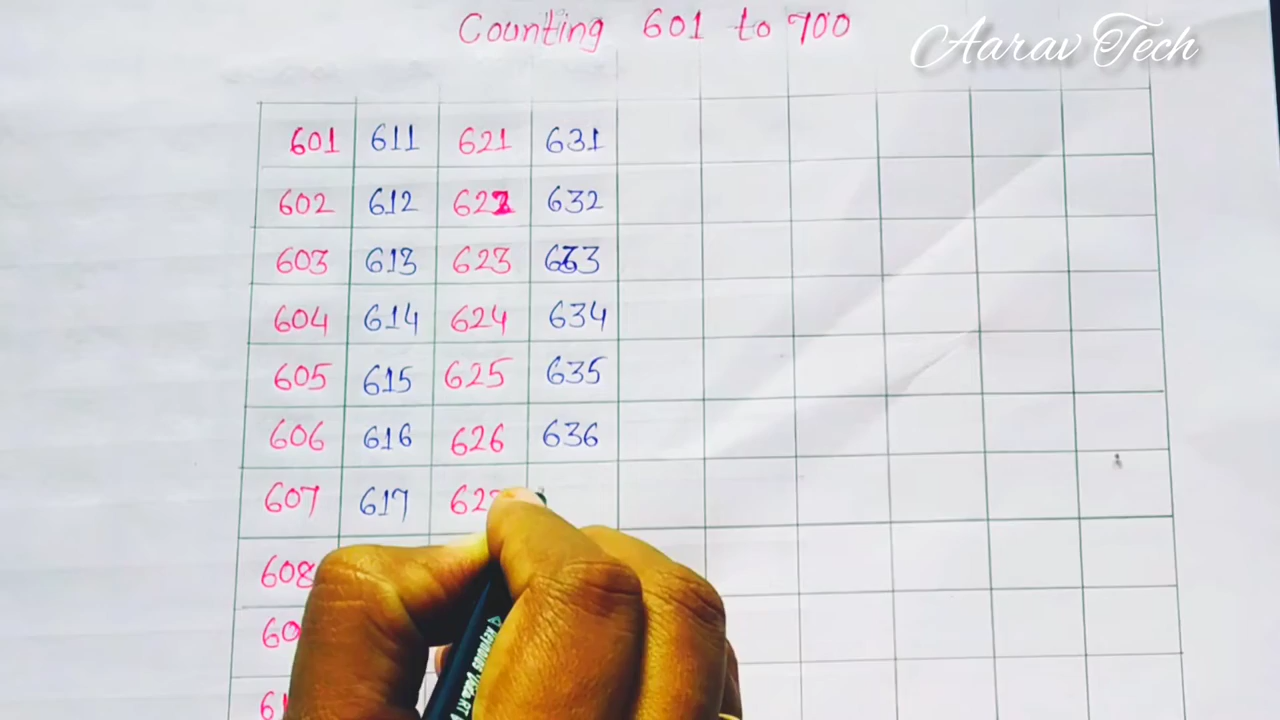 Counting 601 to 700
Aarav Tech
601 611 621 631
602 612 622 632
603 613 623 633
604 614 624 634
605 615 625 635
606 616 626 636
607 617
608